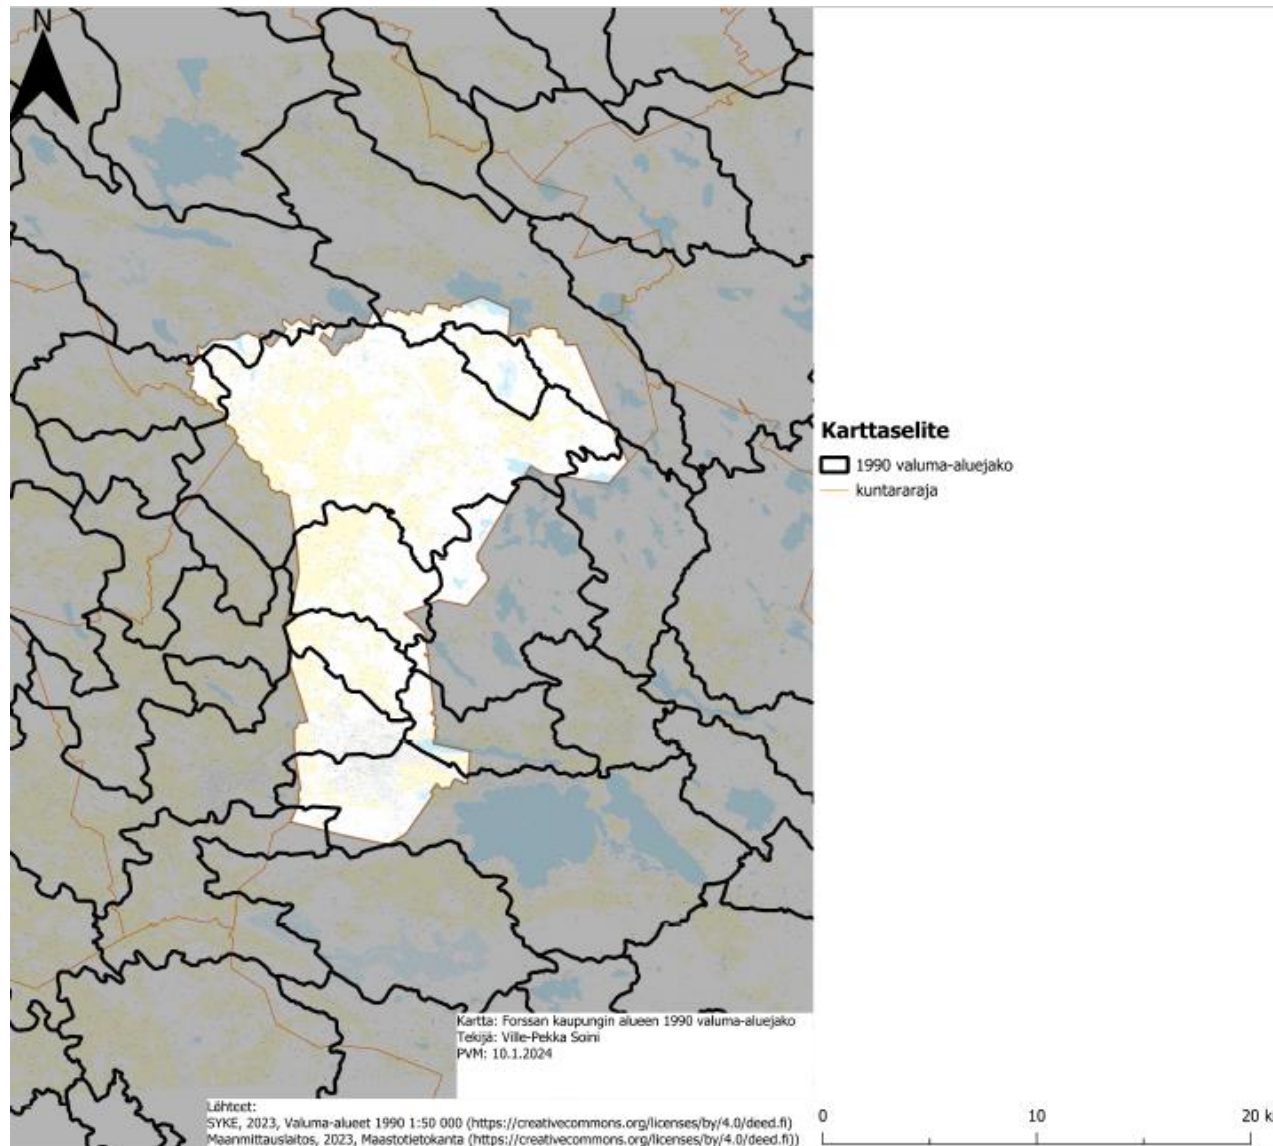 N
Karttaselite
1990 valuma-aluejako
kuntararaja
Kartta: Forssan kaupungin alueen 1990 valuma-aluejako
Tekijä: Ville-Pekka Soini
PVM: 10.1.2024
Lähteet:
SYKE, 2023, Valuma-alueet 1990 1:50 000 (https://creativecommons.org/licenses/by/4.0/deed.fi)
Maanmittauslaitos, 2023, Maastotietokanta (https://creativecommons.org/licenses/by/4.0/deed.fi))
0 10 20 k